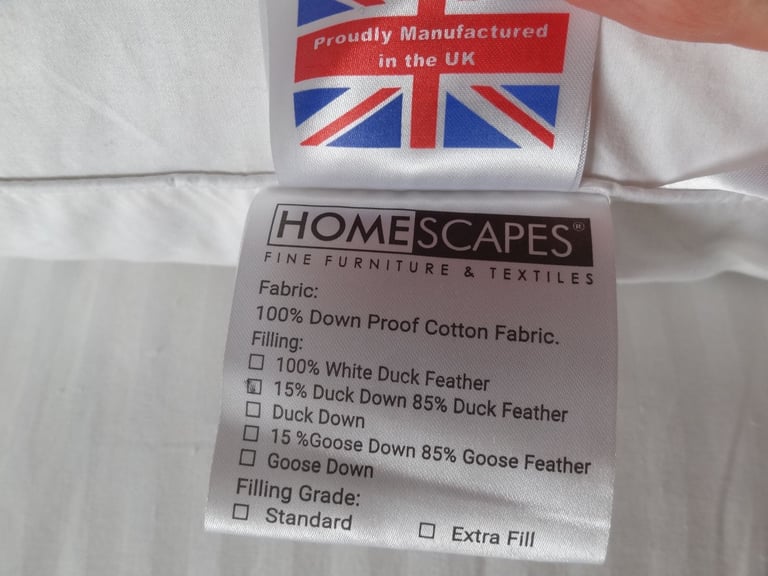 Proudly Manufactured
in the UK
HOMESCAPES®
FINE FURNITURE & TEXTILES
Fabric:
100% Down Proof Cotton Fabric.
Filling:
☐ 100% White Duck Feather
☑ 15% Duck Down 85% Duck Feather
☐ Duck Down
☐ 15 %Goose Down 85% Goose Feather
☐ Goose Down
Filling Grade:
☐ Standard ☐ Extra Fill